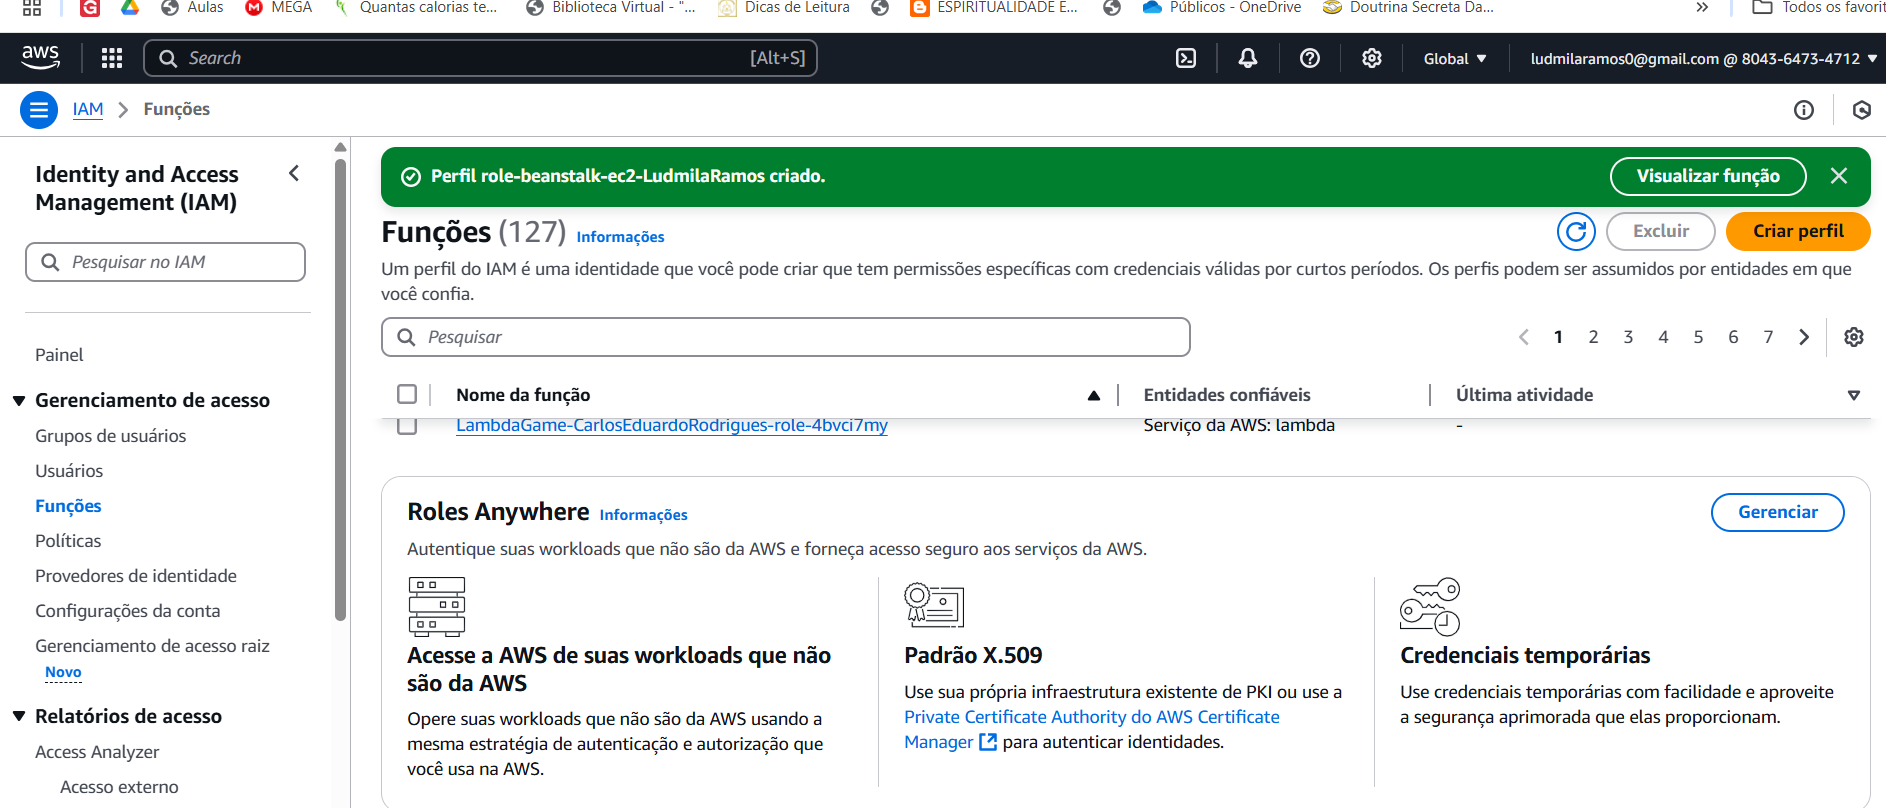 Aulas
MEGA
Quantas calorias te...
Biblioteca Virtual - "...
Dicas de Leitura
ESPIRITUALIDADE E...
Públicos - OneDrive
Doutrina Secreta Da...
»
Todos os favorit
aws
Search
[Alt+S]
Global
ludmilaramos0@gmail.com @ 8043-6473-4712
IAM
Funções
Identity and Access
Management (IAM)
Pesquisar no IAM
Painel
Gerenciamento de acesso
Grupos de usuários
Usuários
Funções
Políticas
Provedores de identidade
Configurações da conta
Gerenciamento de acesso raiz
Novo
Relatórios de acesso
Access Analyzer
Acesso externo
Perfil role-beanstalk-ec2-LudmilaRamos criado.
Visualizar função
Funções (127) Informações
Excluir
Criar perfil
Um perfil do IAM é uma identidade que você pode criar que tem permissões específicas com credenciais válidas por curtos períodos. Os perfis podem ser assumidos por entidades em que
você confia.
Pesquisar
1 2 3 4 5 6 7
Nome da função
Entidades confiáveis
Última atividade
LambdaGame-CarlosEduardoRodrigues-role-4bvci7my
Serviço da AWS: lambda
-
Roles Anywhere Informações
Gerenciar
Autentique suas workloads que não são da AWS e forneça acesso seguro aos serviços da AWS.
Acesse a AWS de suas workloads que não
são da AWS
Opere suas workloads que não são da AWS usando a
mesma estratégia de autenticação e autorização que
você usa na AWS.
Padrão X.509
Use sua própria infraestrutura existente de PKI ou use a
Private Certificate Authority do AWS Certificate
Manager para autenticar identidades.
Credenciais temporárias
Use credenciais temporárias com facilidade e aproveite
a segurança aprimorada que elas proporcionam.